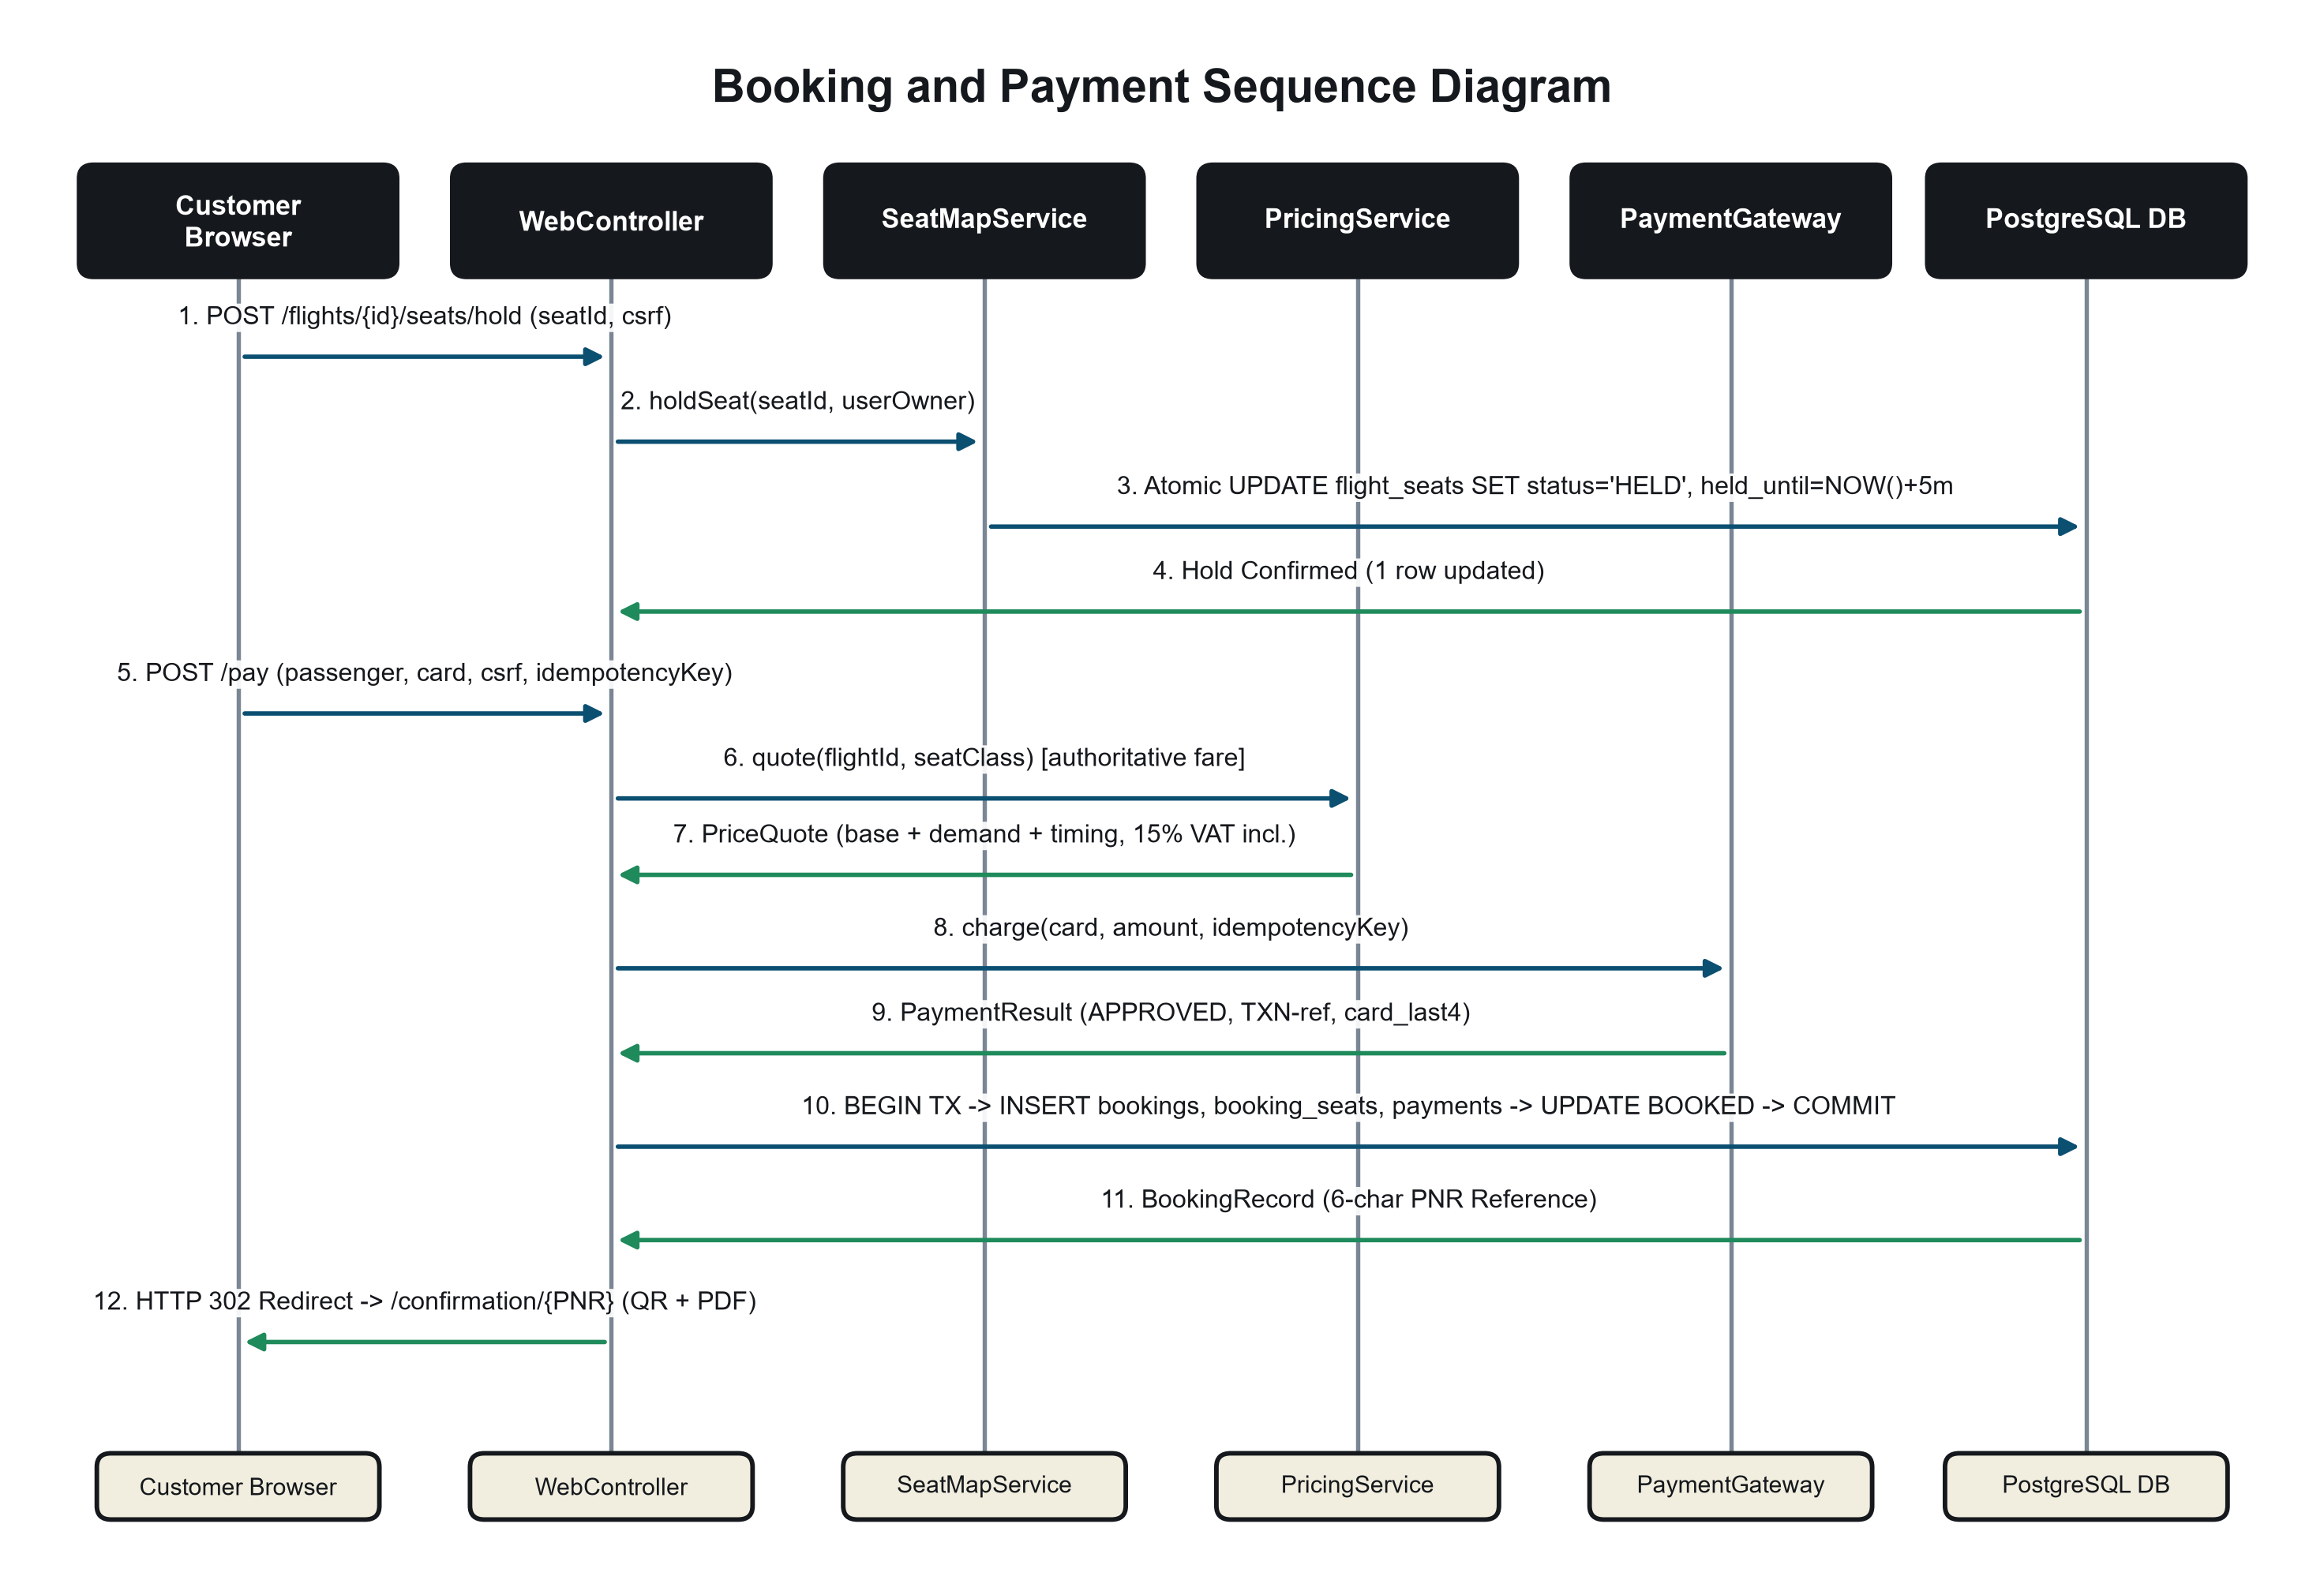 Booking and Payment Sequence Diagram
Customer
Browser
WebController
SeatMapService
PricingService
PaymentGateway
PostgreSQL DB
1. POST /flights/{id}/seats/hold (seatId, csrf)
2. holdSeat(seatId, userOwner)
3. Atomic UPDATE flight_seats SET status='HELD', held_until=NOW()+5m
4. Hold Confirmed (1 row updated)
5. POST /pay (passenger, card, csrf, idempotencyKey)
6. quote(flightId, seatClass) [authoritative fare]
7. PriceQuote (base + demand + timing, 15% VAT incl.)
8. charge(card, amount, idempotencyKey)
9. PaymentResult (APPROVED, TXN-ref, card_last4)
10. BEGIN TX -> INSERT bookings, booking_seats, payments -> UPDATE BOOKED -> COMMIT
11. BookingRecord (6-char PNR Reference)
12. HTTP 302 Redirect -> /confirmation/{PNR} (QR + PDF)
Customer Browser
WebController
SeatMapService
PricingService
PaymentGateway
PostgreSQL DB